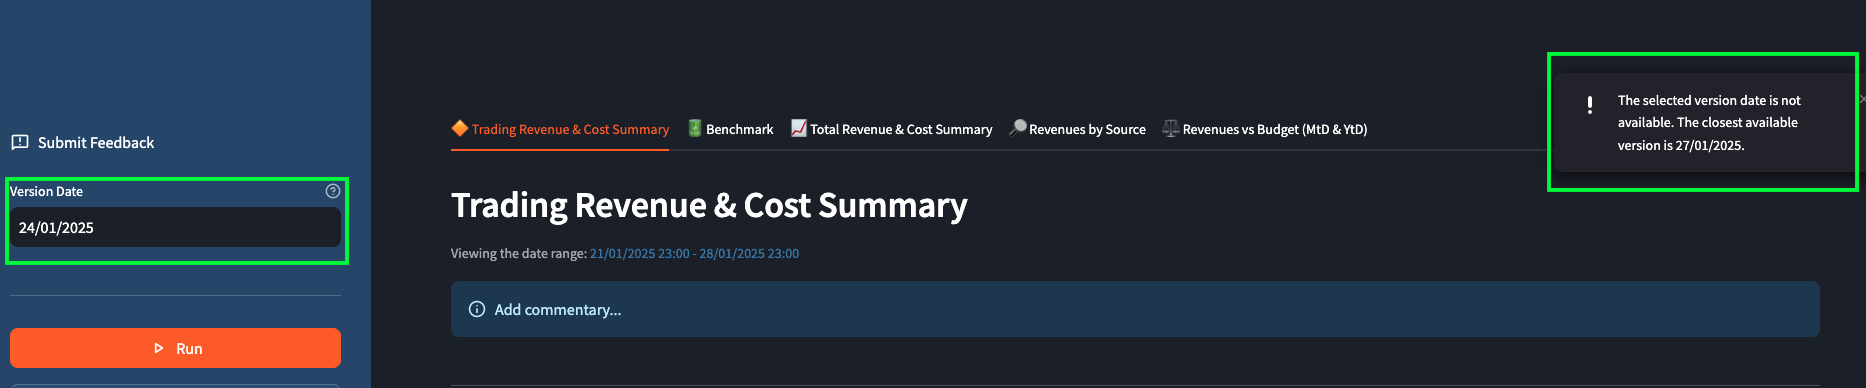 Submit Feedback
Version Date
24/01/2025
Run
Trading Revenue & Cost Summary
Benchmark
Total Revenue & Cost Summary
Revenues by Source
Revenues vs Budget (MtD & YtD)
Trading Revenue & Cost Summary
Viewing the date range: 21/01/2025 23:00 - 28/01/2025 23:00
Add commentary...
The selected version date is not
available. The closest available
version is 27/01/2025.